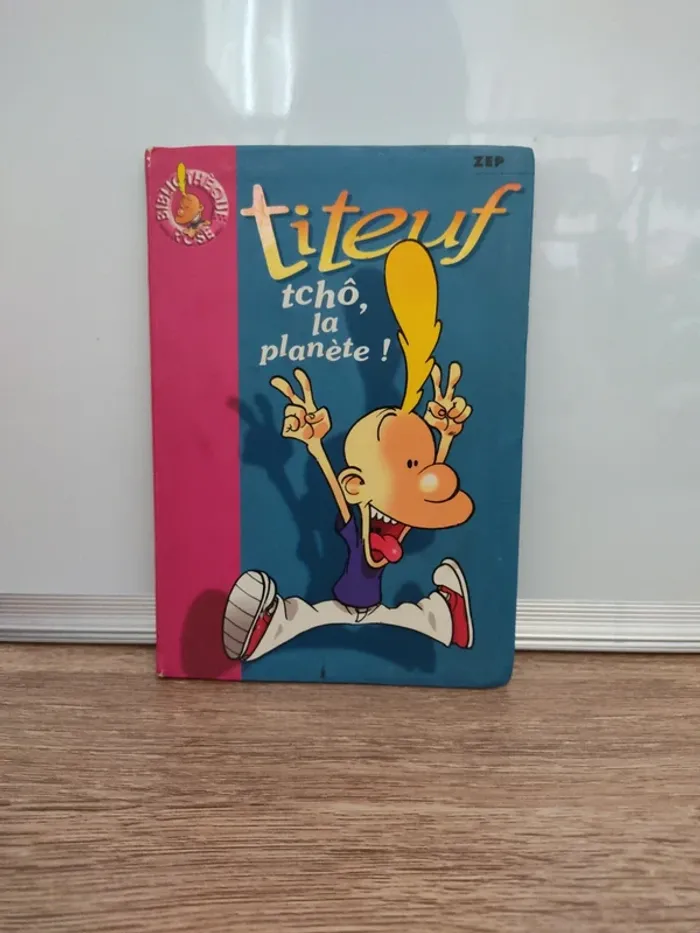 ZEP
BIBLIOTHÈQUE
ROSE
titeuf
tchô,
la
planète !